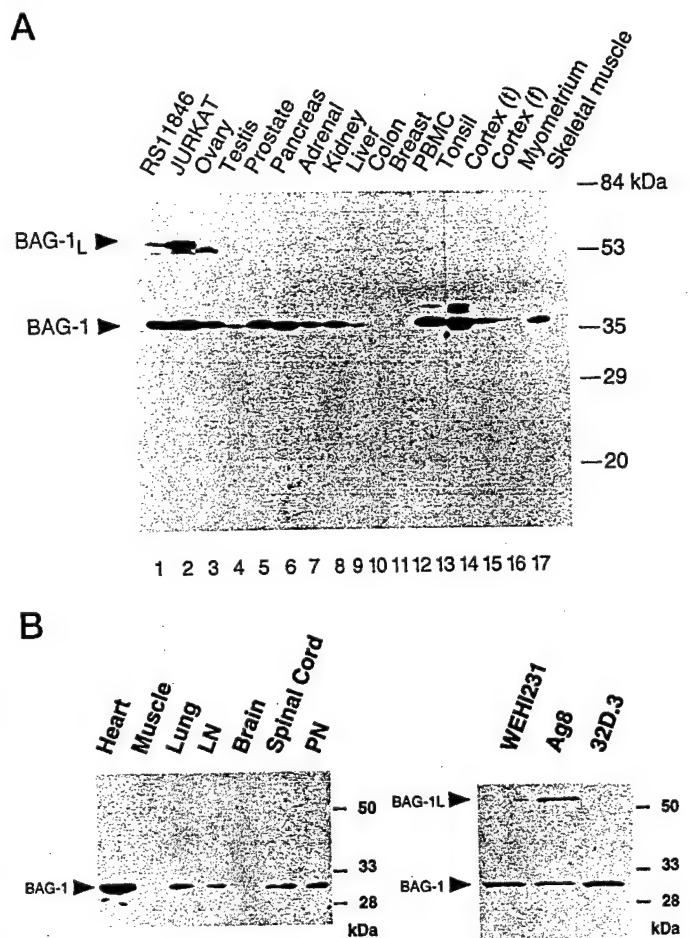 A
RS11846
JURKAT
Ovary
Testis
Prostate
Pancreas
Adrenal
Kidney
Liver
Colon
Breast
PBMC
Tonsil
Cortex (t)
Cortex (f)
Myometrium
Skeletal muscle
—84 kDa
BAG-1L
—53
BAG-1
—35
—29
—20
1 2 3 4 5 6 7 8 9 10 11 12 13 14 15 16 17
B
Heart
Muscle
Lung
LN
Brain
Spinal Cord
PN
— 50
— 33
BAG-1
— 28
kDa
WEHI231
Ag8
32D.3
BAG-1L
— 50
— 33
BAG-1
— 28
kDa